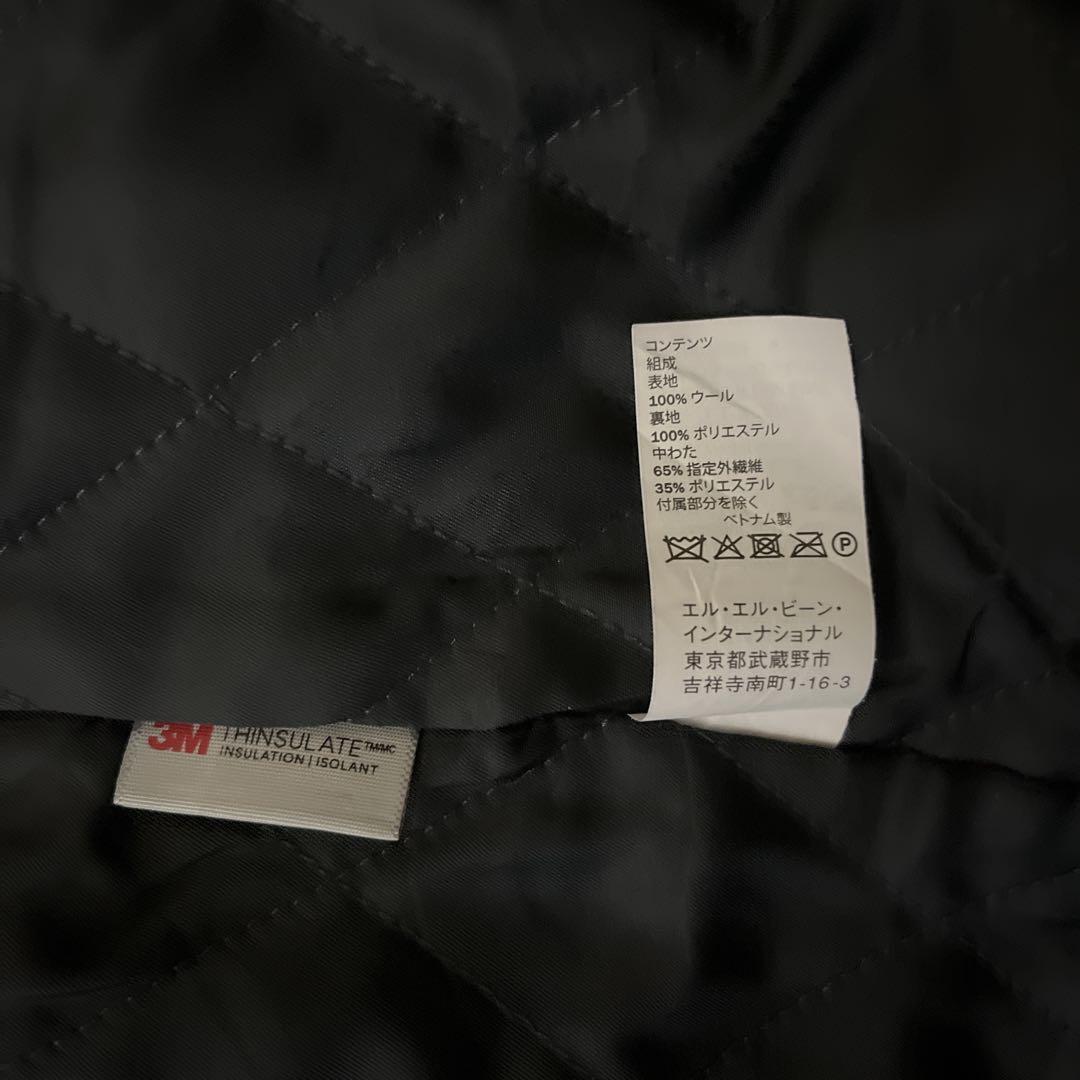 コンテンツ
組成
表地
100% ウール
裏地
100% ポリエステル
中わた
65% 指定外繊維
35% ポリエステル
付属部分を除く
ベトナム製
P
エル・エル・ビーン・
インターナショナル
東京都武蔵野市
吉祥寺南町1-16-3
3M THINSULATE TM/MC
INSULATION | ISOLANT